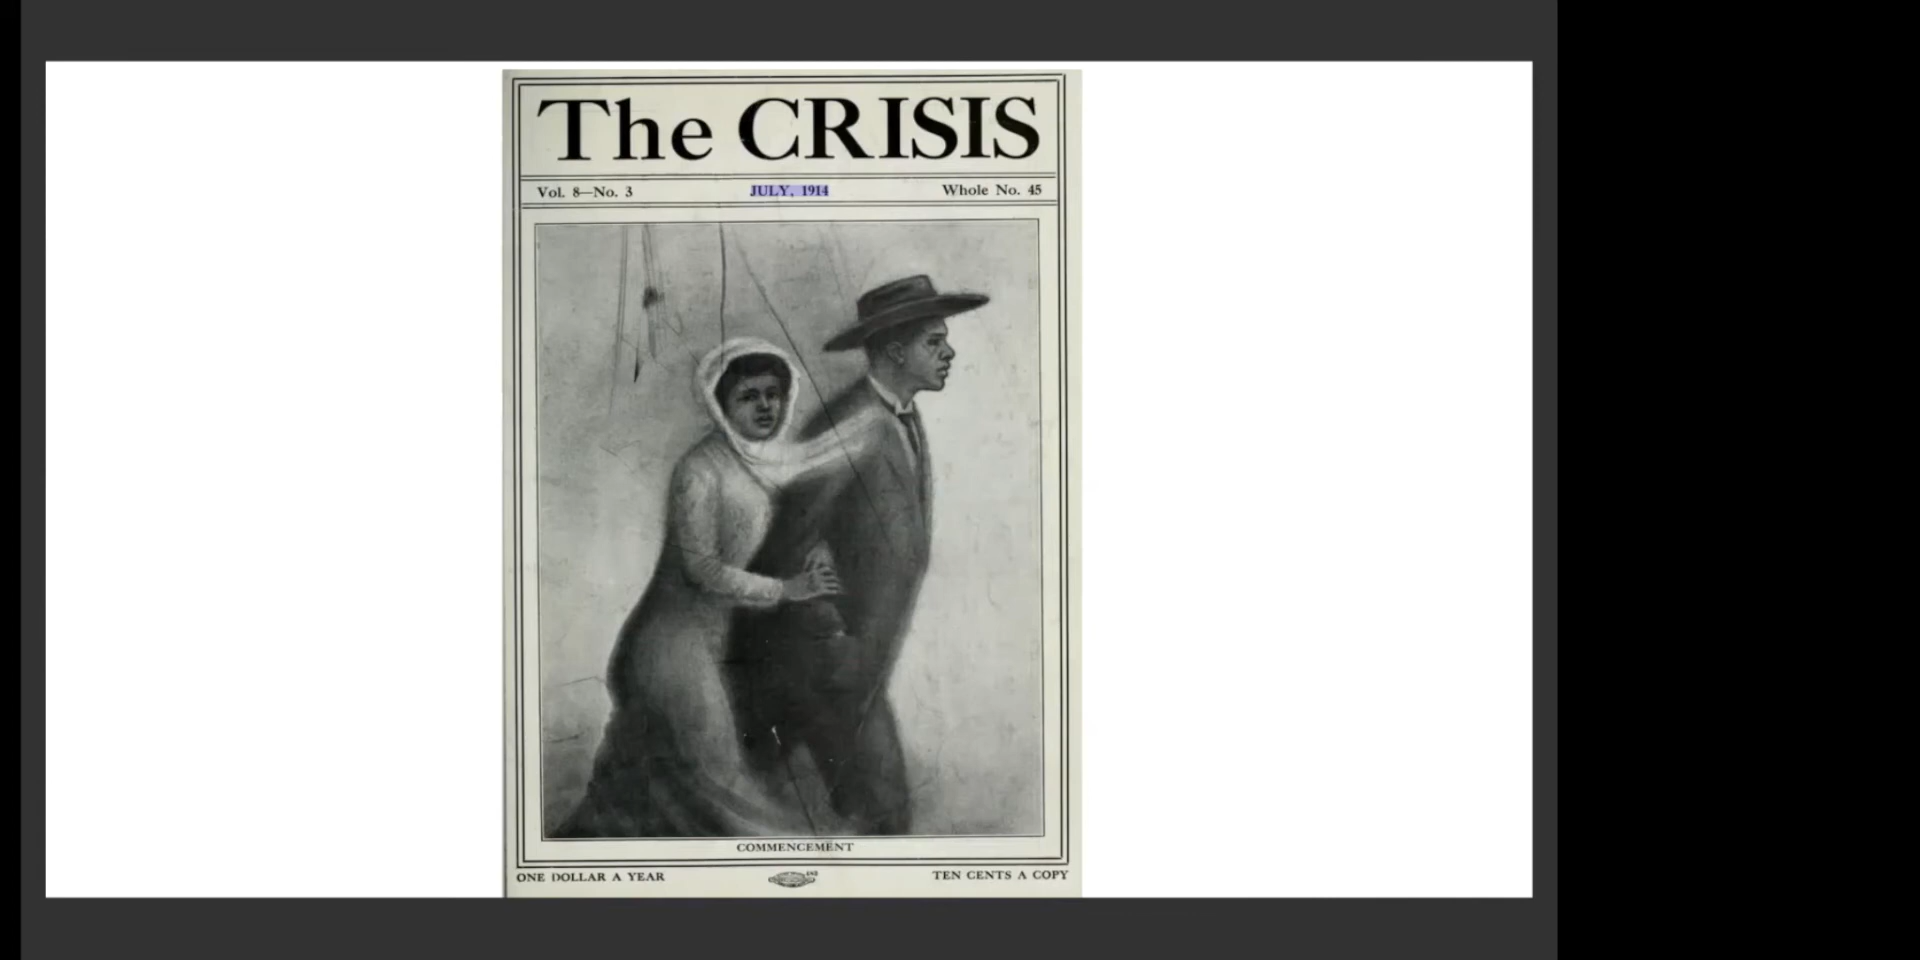 The CRISIS
Vol. 8—No. 3 JULY, 1914 Whole No. 45
COMMENCEMENT
ONE DOLLAR A YEAR TEN CENTS A COPY